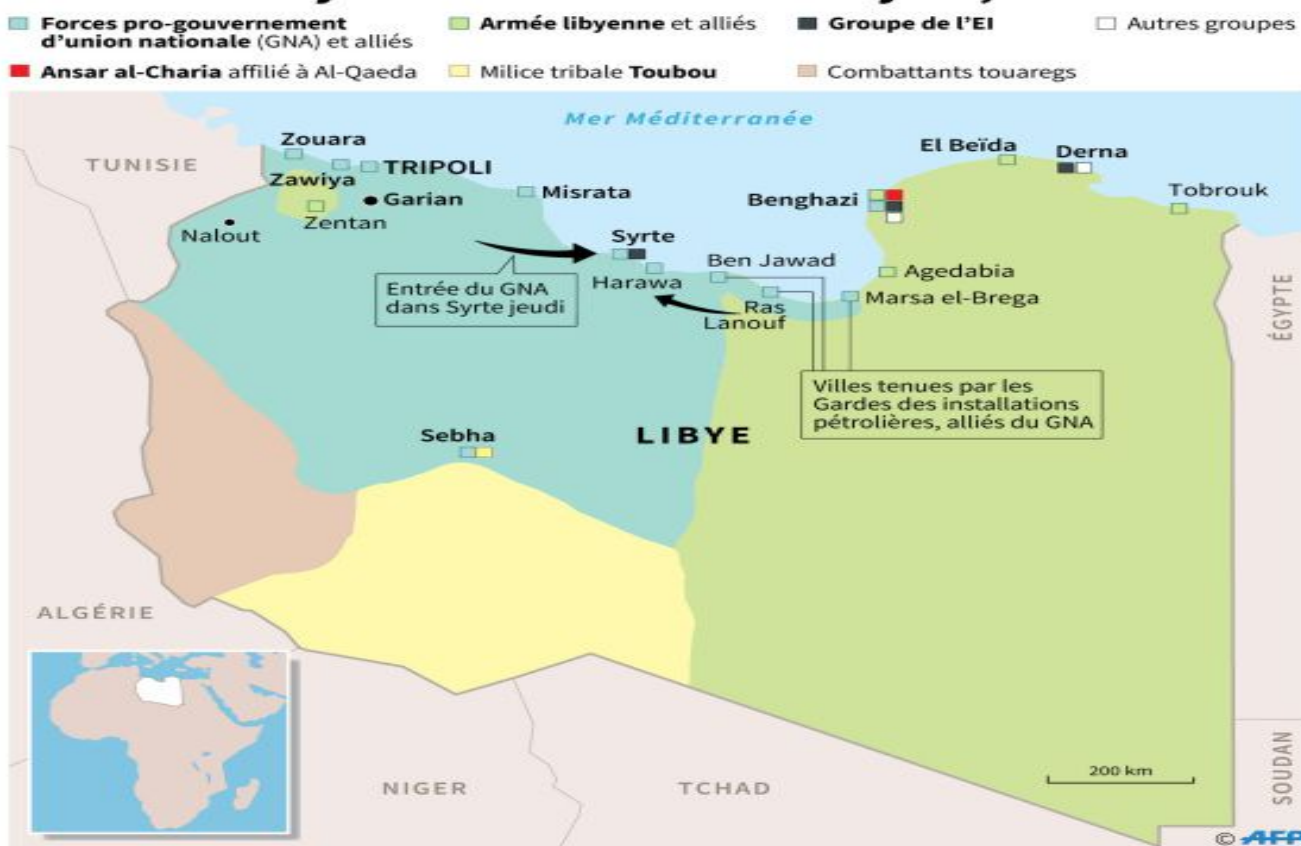 Forces pro-gouvernement
d'union nationale (GNA) et alliés
Armée libyenne et alliés
Groupe de l'EI
Autres groupes
Ansar al-Charia affilié à Al-Qaeda
Milice tribale Toubou
Combattants touaregs
Mer Méditerranée
TUNISIE
Zouara
TRIPOLI
Zawiya
Garian
Zentan
Nalout
Misrata
El Beïda
Derna
Benghazi
Tobrouk
Syrte
Harawa
Ben Jawad
Agedabia
Ras
Lanouf
Marsa el-Brega
Entrée du GNA
dans Syrte jeudi
ÉGYPTE
Villes tenues par les
Gardes des installations
pétrolières, alliés du GNA
Sebha
LIBYE
ALGÉRIE
NIGER
TCHAD
SOUDAN
200 km
© AFP